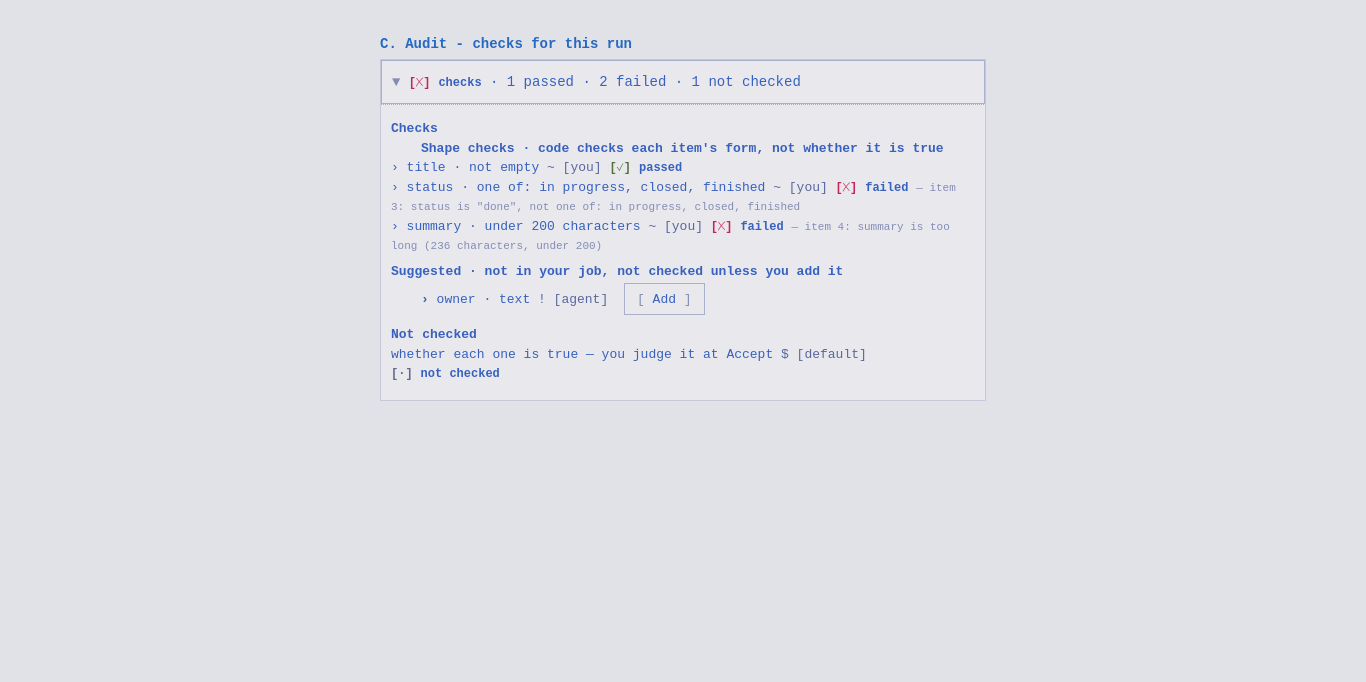 C. Audit - checks for this run
▼ [╳] checks · 1 passed · 2 failed · 1 not checked
Checks
Shape checks · code checks each item's form, not whether it is true
› title · not empty ~ [you] [✓] passed
› status · one of: in progress, closed, finished ~ [you] [╳] failed — item
3: status is "done", not one of: in progress, closed, finished
› summary · under 200 characters ~ [you] [╳] failed — item 4: summary is too
long (236 characters, under 200)
Suggested · not in your job, not checked unless you add it
› owner · text ! [agent] [ Add ]
Not checked
whether each one is true — you judge it at Accept $ [default]
[·] not checked